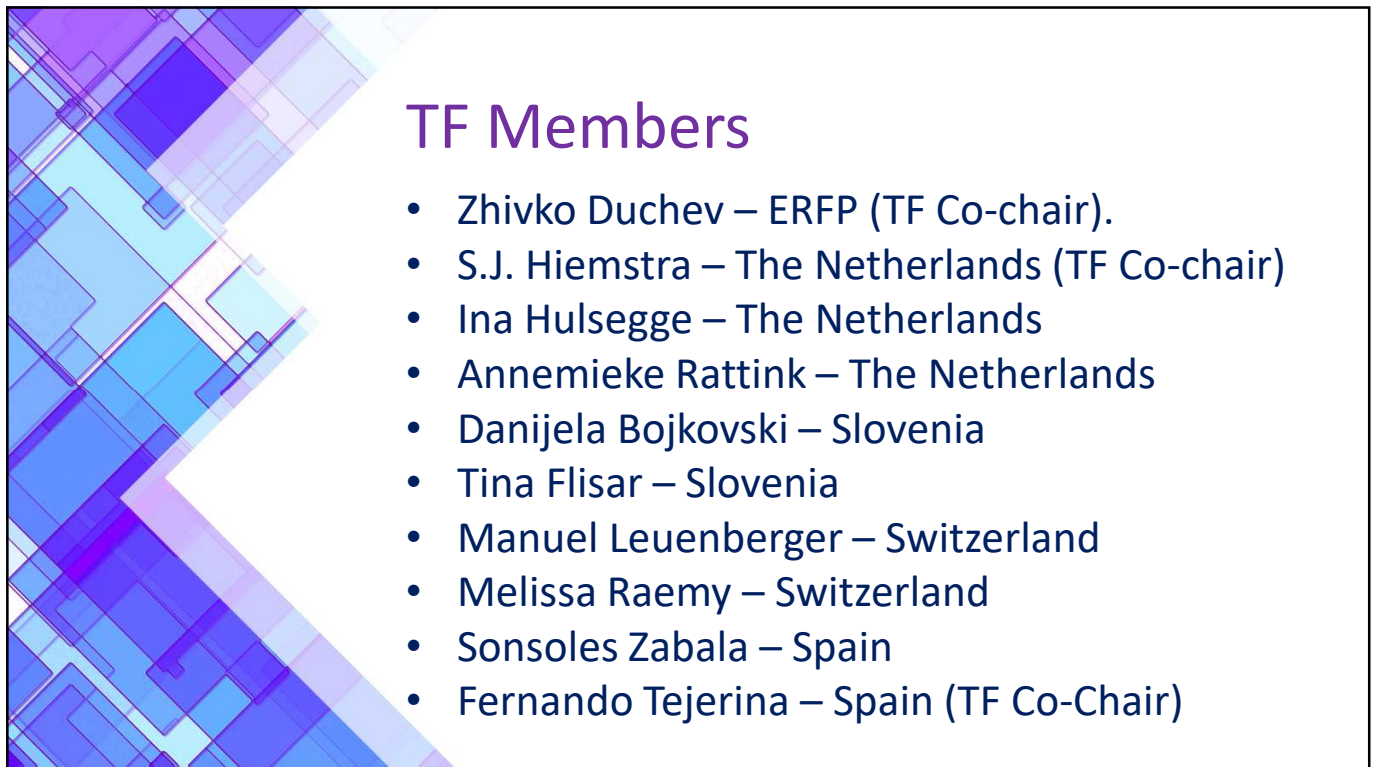 TF Members
• Zhivko Duchev – ERFP (TF Co-chair).
• S.J. Hiemstra – The Netherlands (TF Co-chair)
• Ina Hulsegge – The Netherlands
• Annemieke Rattink – The Netherlands
• Danijela Bojkovski – Slovenia
• Tina Flisar – Slovenia
• Manuel Leuenberger – Switzerland
• Melissa Raemy – Switzerland
• Sonsoles Zabala – Spain
• Fernando Tejerina – Spain (TF Co-Chair)